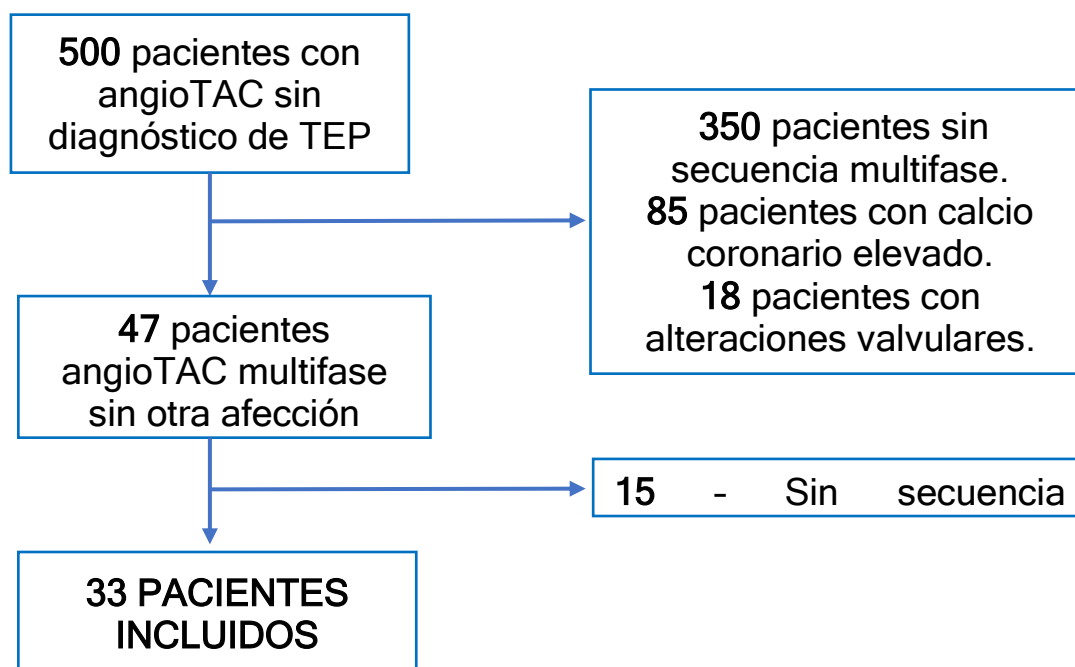 500 pacientes con
angioTAC sin
diagnóstico de TEP
350 pacientes sin
secuencia multifase.
85 pacientes con calcio
coronario elevado.
18 pacientes con
alteraciones valvulares.
47 pacientes
angioTAC multifase
sin otra afección
15 - Sin secuencia
33 PACIENTES
INCLUIDOS